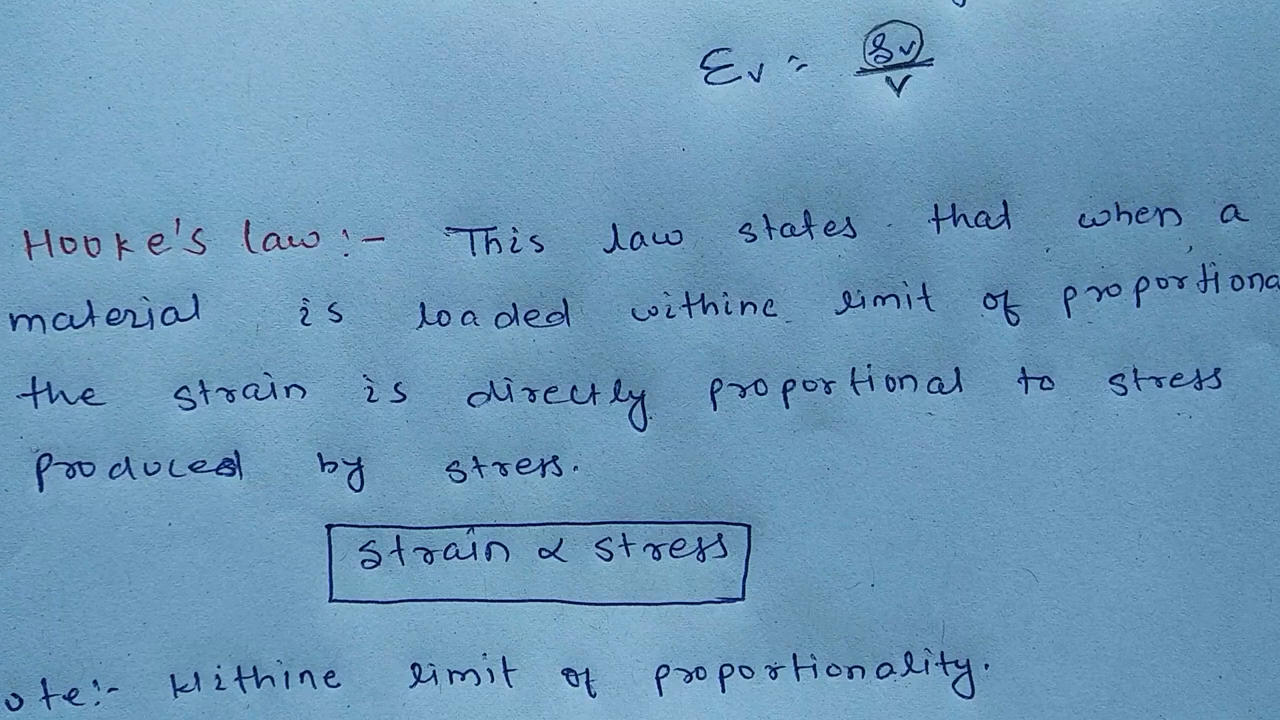 Ev = δv/v
Hooke's law:- This law states that when a
material is loaded withine limit of proportiona
the strain is directly proportional to stress
produced by stress.
Strain ∝ stress
ote:- Withine limit of proportionality.